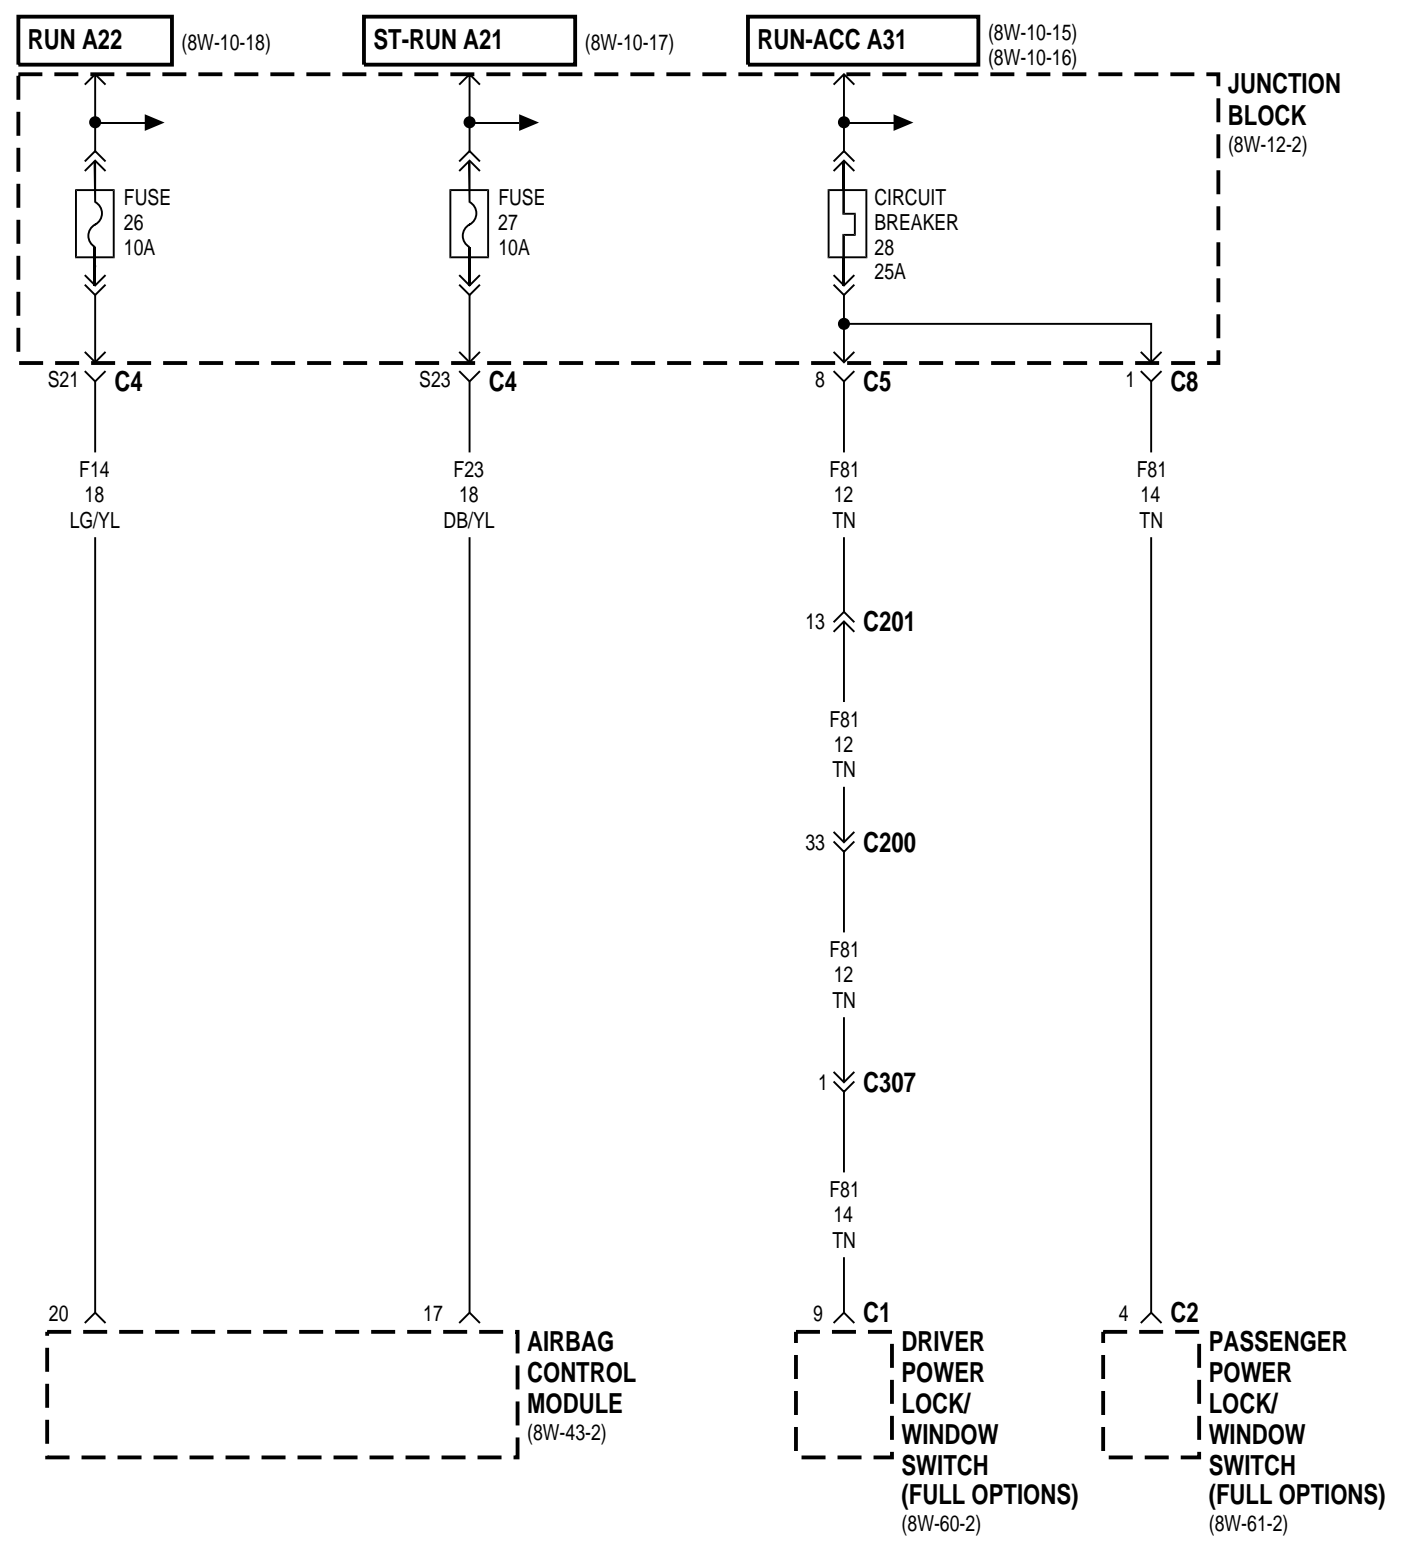 RUN A22
(8W-10-18)
ST-RUN A21
(8W-10-17)
RUN-ACC A31
(8W-10-15)
(8W-10-16)
JUNCTION
BLOCK
(8W-12-2)
FUSE
26
10A
FUSE
27
10A
CIRCUIT
BREAKER
28
25A
S21
C4
S23
C4
8
C5
1
C8
F14
18
LG/YL
F23
18
DB/YL
F81
12
TN
F81
14
TN
13
C201
F81
12
TN
33
C200
F81
12
TN
1
C307
F81
14
TN
20
17
9
C1
4
C2
AIRBAG
CONTROL
MODULE
(8W-43-2)
DRIVER
POWER
LOCK/
WINDOW
SWITCH
(FULL OPTIONS)
(8W-60-2)
PASSENGER
POWER
LOCK/
WINDOW
SWITCH
(FULL OPTIONS)
(8W-61-2)